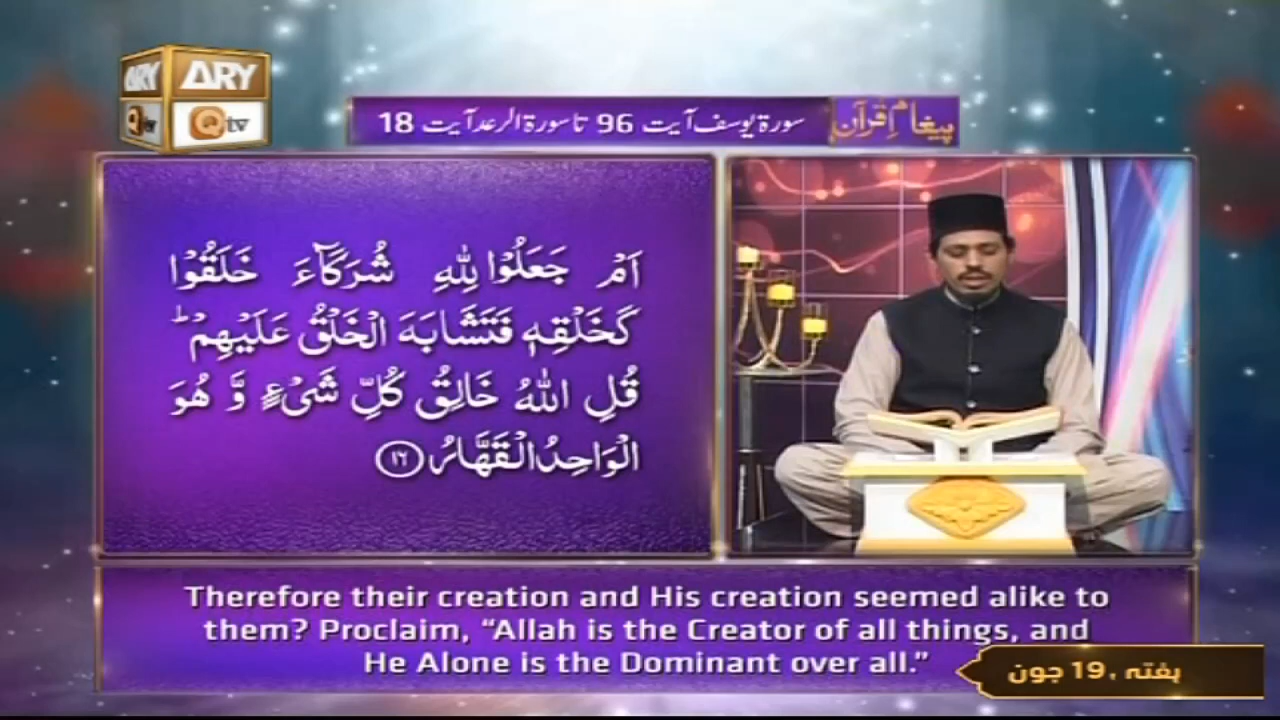 ARY
ARY
Qtv
پیغامِ قرآن
سورۃ یوسف آیت 96 تا سورۃ الرعد آیت 18
اَمْ جَعَلُوْا لِلّٰهِ شُرَكَآءَ خَلَقُوْا
كَخَلْقِهٖ فَتَشَابَهَ الْخَلْقُ عَلَيْهِمْ ؕ
قُلِ اللّٰهُ خَالِقُ كُلِّ شَیْءٍ وَّ هُوَ
الْوَاحِدُ الْقَهَّارُ ۱۶
Therefore their creation and His creation seemed alike to
them? Proclaim, “Allah is the Creator of all things, and
He Alone is the Dominant over all.”
ہفتہ ، 19 جون